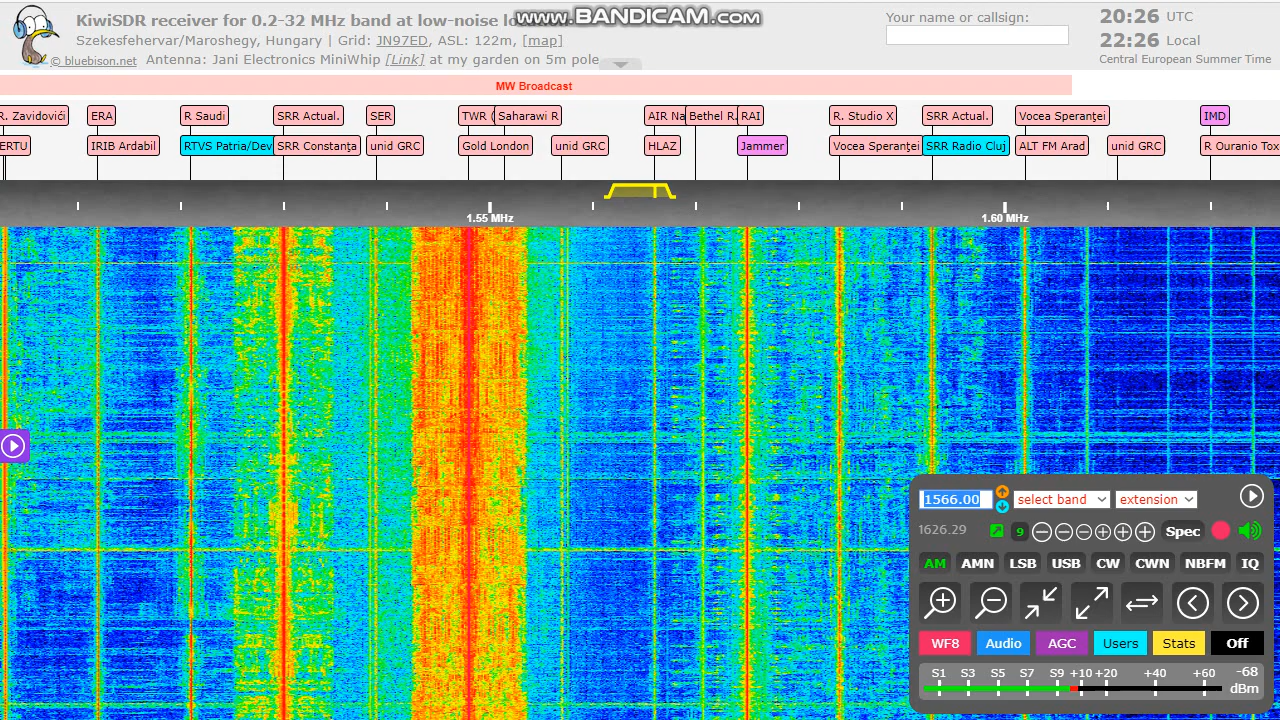 KiwiSDR receiver for 0.2-32 MHz band at low-noise
www.BANDICAM.com
Szekesfehervar/Maroshegy, Hungary | Grid: JN97ED, ASL: 122m, [map]
© bluebison.net Antenna: Jani Electronics MiniWhip [Link] at my garden on 5m pole
Your name or callsign:
20:26 UTC
22:26 Local
Central European Summer Time
MW Broadcast
R. Zavidovići ERA R Saudi SRR Actual. SER TWR Saharawi R AIR Na Bethel R. RAI R. Studio X SRR Actual. Vocea Speranţei IMD
ERTU IRIB Ardabil RTVS Patria/Dev SRR Constanţa unid GRC Gold London unid GRC HLAZ Jammer Vocea Speranţei SRR Radio Cluj ALT FM Arad unid GRC R Ouranio Tox
1.55 MHz 1.60 MHz
1566.00 select band extension
1626.29 9 Spec
AM AMN LSB USB CW CWN NBFM IQ
WF8 Audio AGC Users Stats Off
S1 S3 S5 S7 S9 +10 +20 +40 +60 -68
dBm